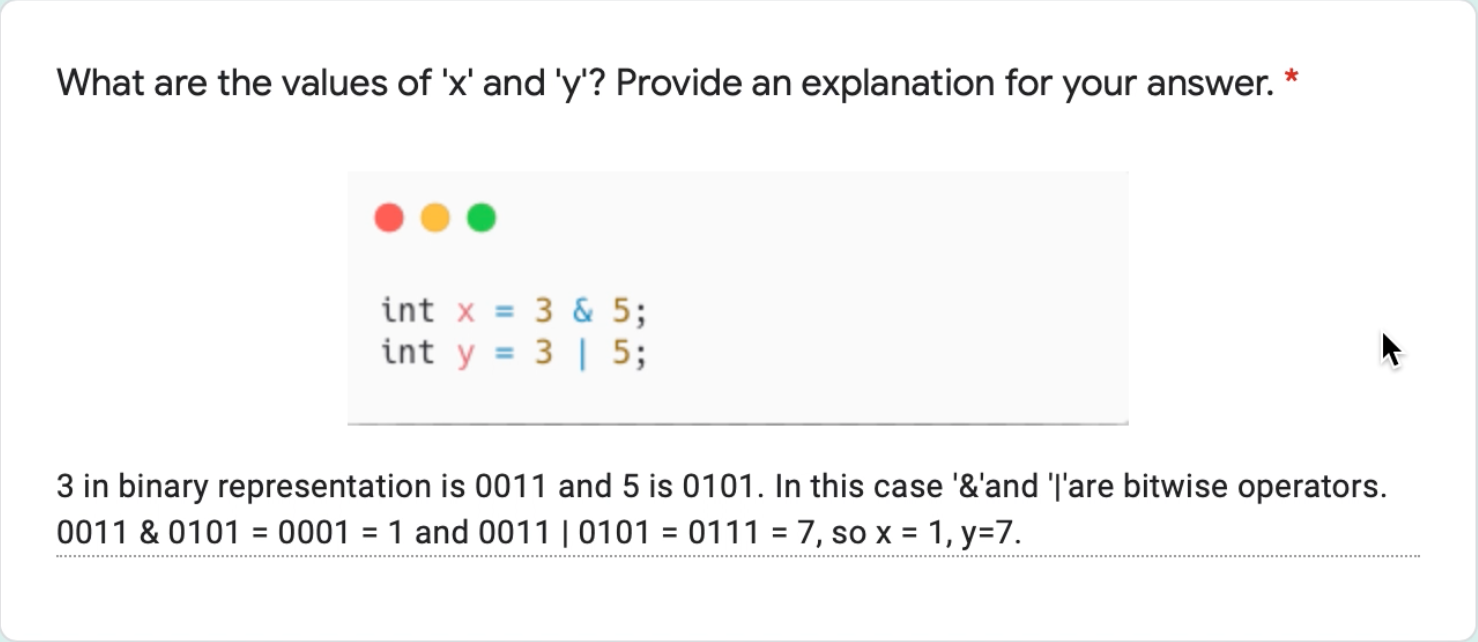 What are the values of 'x' and 'y'? Provide an explanation for your answer. *
int x = 3 & 5;
int y = 3 | 5;
3 in binary representation is 0011 and 5 is 0101. In this case '&'and '|'are bitwise operators.
0011 & 0101 = 0001 = 1 and 0011 | 0101 = 0111 = 7, so x = 1, y=7.